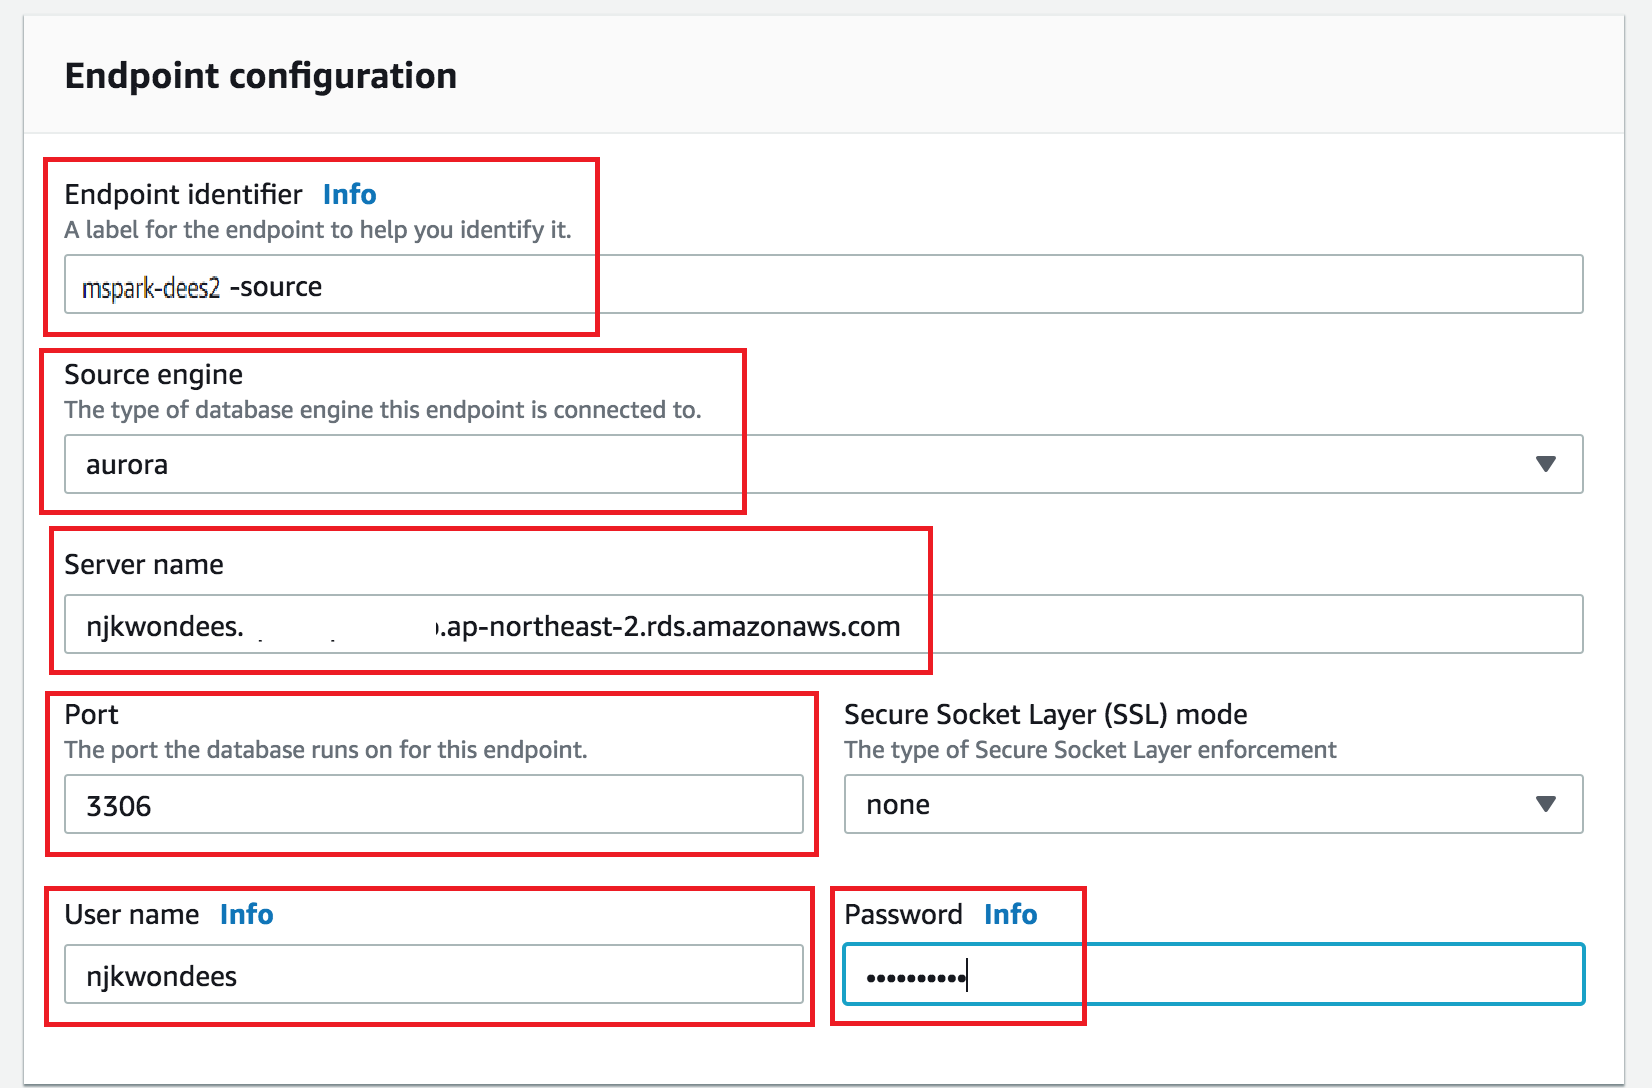 Endpoint configuration
Endpoint identifier Info
A label for the endpoint to help you identify it.
mspark-dees2 -source
Source engine
The type of database engine this endpoint is connected to.
aurora
Server name
njkwondees. .ap-northeast-2.rds.amazonaws.com
Port
The port the database runs on for this endpoint.
3306
Secure Socket Layer (SSL) mode
The type of Secure Socket Layer enforcement
none
User name Info
njkwondees
Password Info
••••••••••